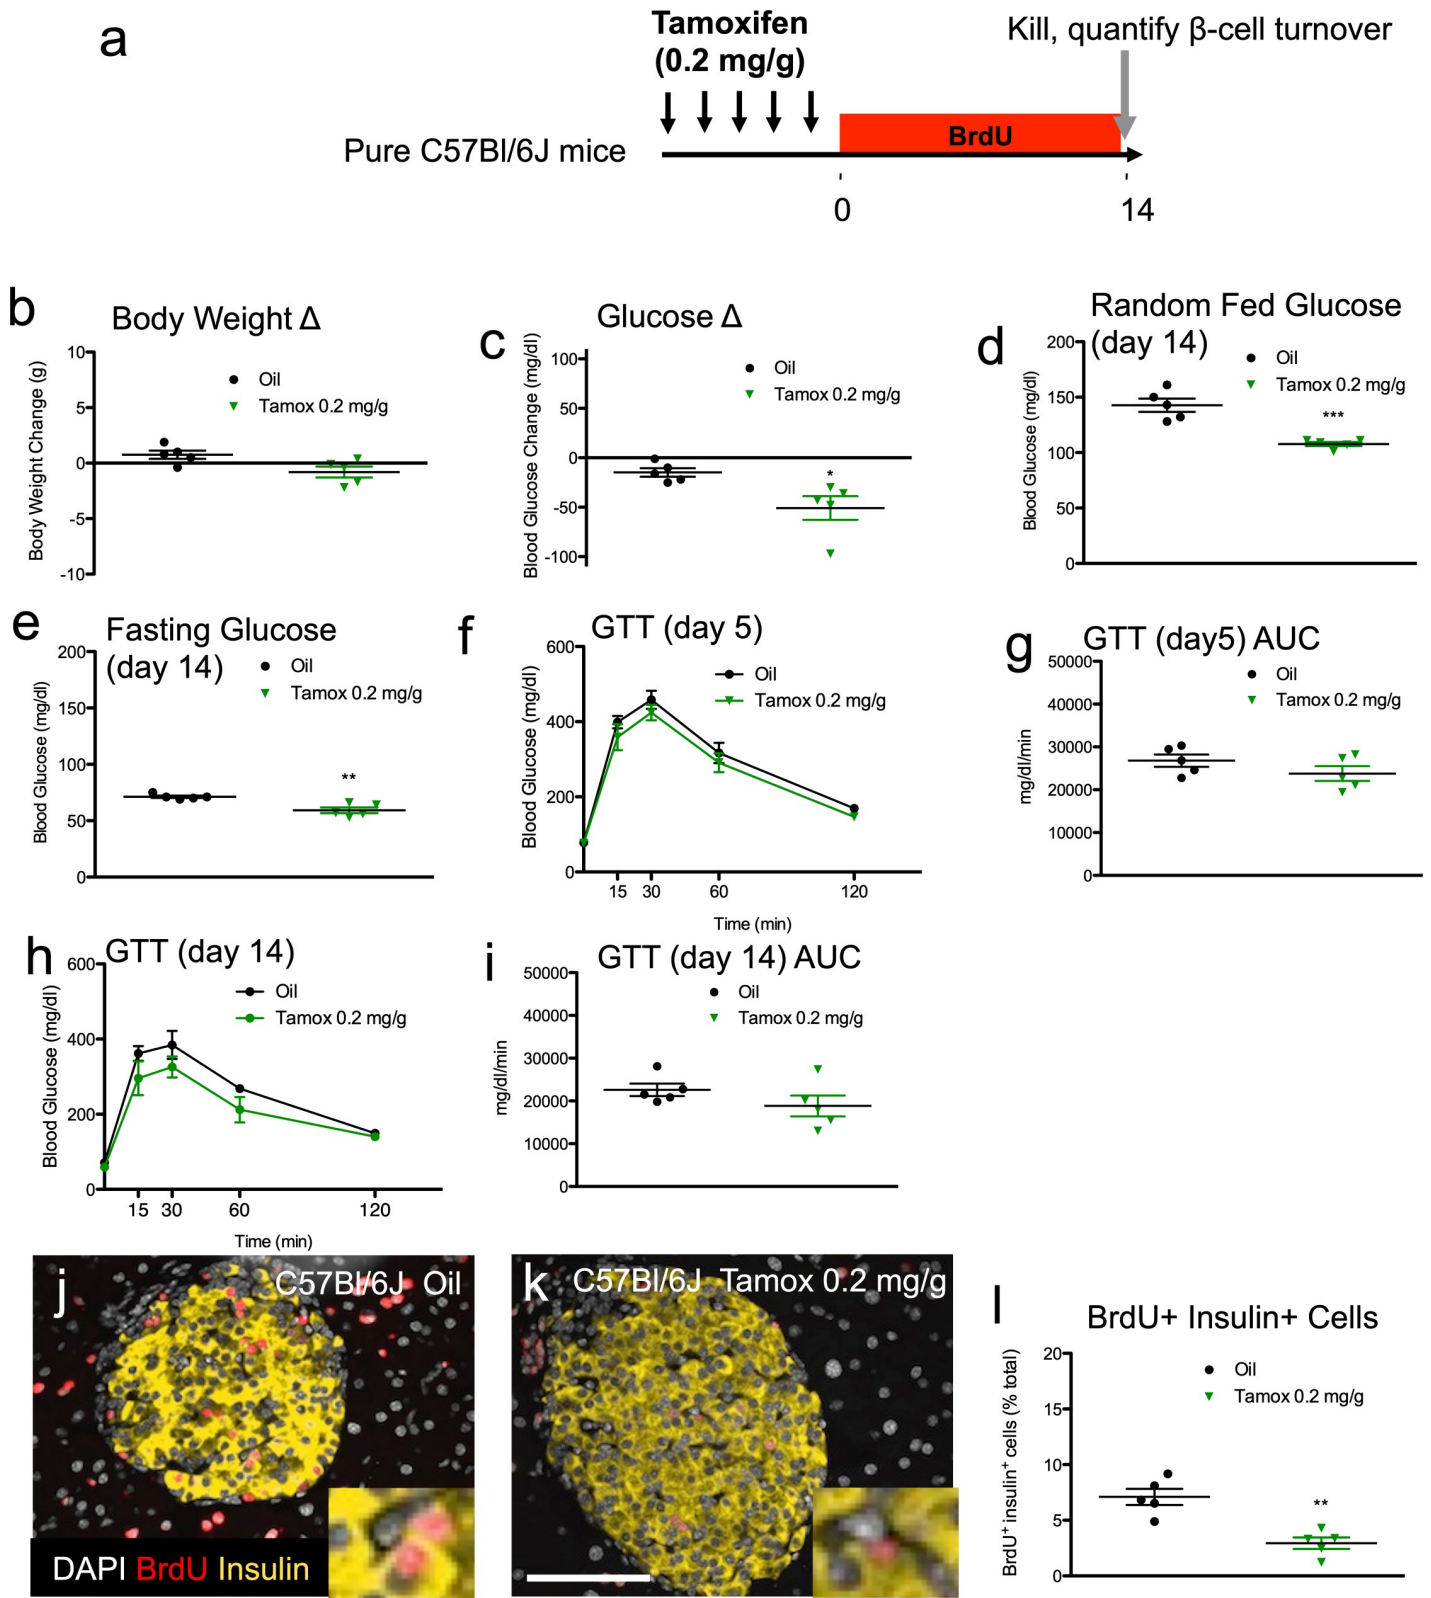 a
Tamoxifen
(0.2 mg/g)
Kill, quantify β-cell turnover
Pure C57Bl/6J mice
BrdU
0
14
b
Body Weight Δ
Body Weight Change (g)
10
5
0
-5
-10
Oil
Tamox 0.2 mg/g
c
Glucose Δ
Blood Glucose Change (mg/dl)
100
50
0
-50
-100
Oil
Tamox 0.2 mg/g
*
d
Random Fed Glucose
(day 14)
Blood Glucose (mg/dl)
200
150
100
50
0
Oil
Tamox 0.2 mg/g
***
e
Fasting Glucose
(day 14)
Blood Glucose (mg/dl)
200
150
100
50
0
Oil
Tamox 0.2 mg/g
**
f
GTT (day 5)
Blood Glucose (mg/dl)
600
400
200
0
Oil
Tamox 0.2 mg/g
15 30 60 120
Time (min)
g
GTT (day5) AUC
mg/dl/min
50000
40000
30000
20000
10000
0
Oil
Tamox 0.2 mg/g
h
GTT (day 14)
Blood Glucose (mg/dl)
600
400
200
0
Oil
Tamox 0.2 mg/g
15 30 60 120
Time (min)
i
GTT (day 14) AUC
mg/dl/min
50000
40000
30000
20000
10000
0
Oil
Tamox 0.2 mg/g
j
C57Bl/6J Oil
DAPI BrdU Insulin
k
C57Bl/6J Tamox 0.2 mg/g
l
BrdU+ Insulin+ Cells
BrdU⁺ insulin⁺ cells (% total)
20
15
10
5
0
Oil
Tamox 0.2 mg/g
**